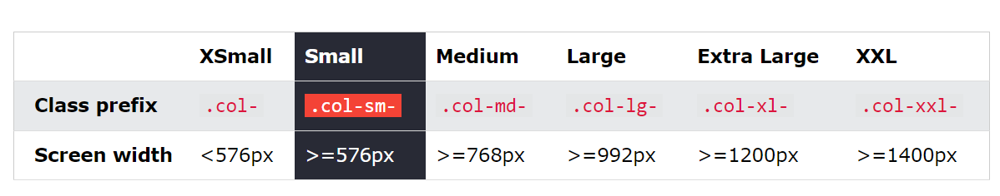 XSmall Small Medium Large Extra Large XXL
Class prefix .col- .col-sm- .col-md- .col-lg- .col-xl- .col-xxl-
Screen width <576px >=576px >=768px >=992px >=1200px >=1400px